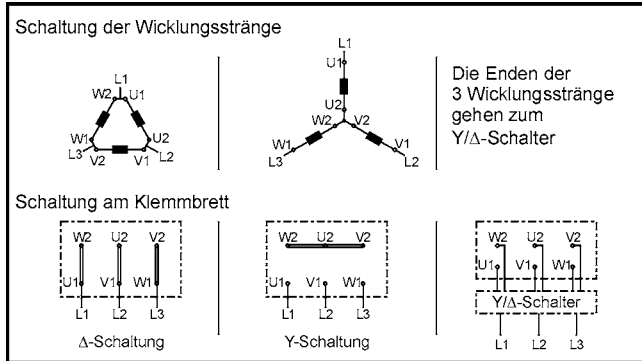 Schaltung der Wicklungsstränge
L1
W2 U1
W1 U2
L3 V2 V1 L2
L1
U1
U2
W2 V2
W1 V1
L3 L2
Die Enden der
3 Wicklungsstränge
gehen zum
Y/Δ-Schalter
Schaltung am Klemmbrett
W2 U2 V2
U1 V1 W1
L1 L2 L3
Δ-Schaltung
W2 U2 V2
U1 V1 W1
L1 L2 L3
Y-Schaltung
W2 U2 V2
U1 V1 W1
Y/Δ-Schalter
L1 L2 L3